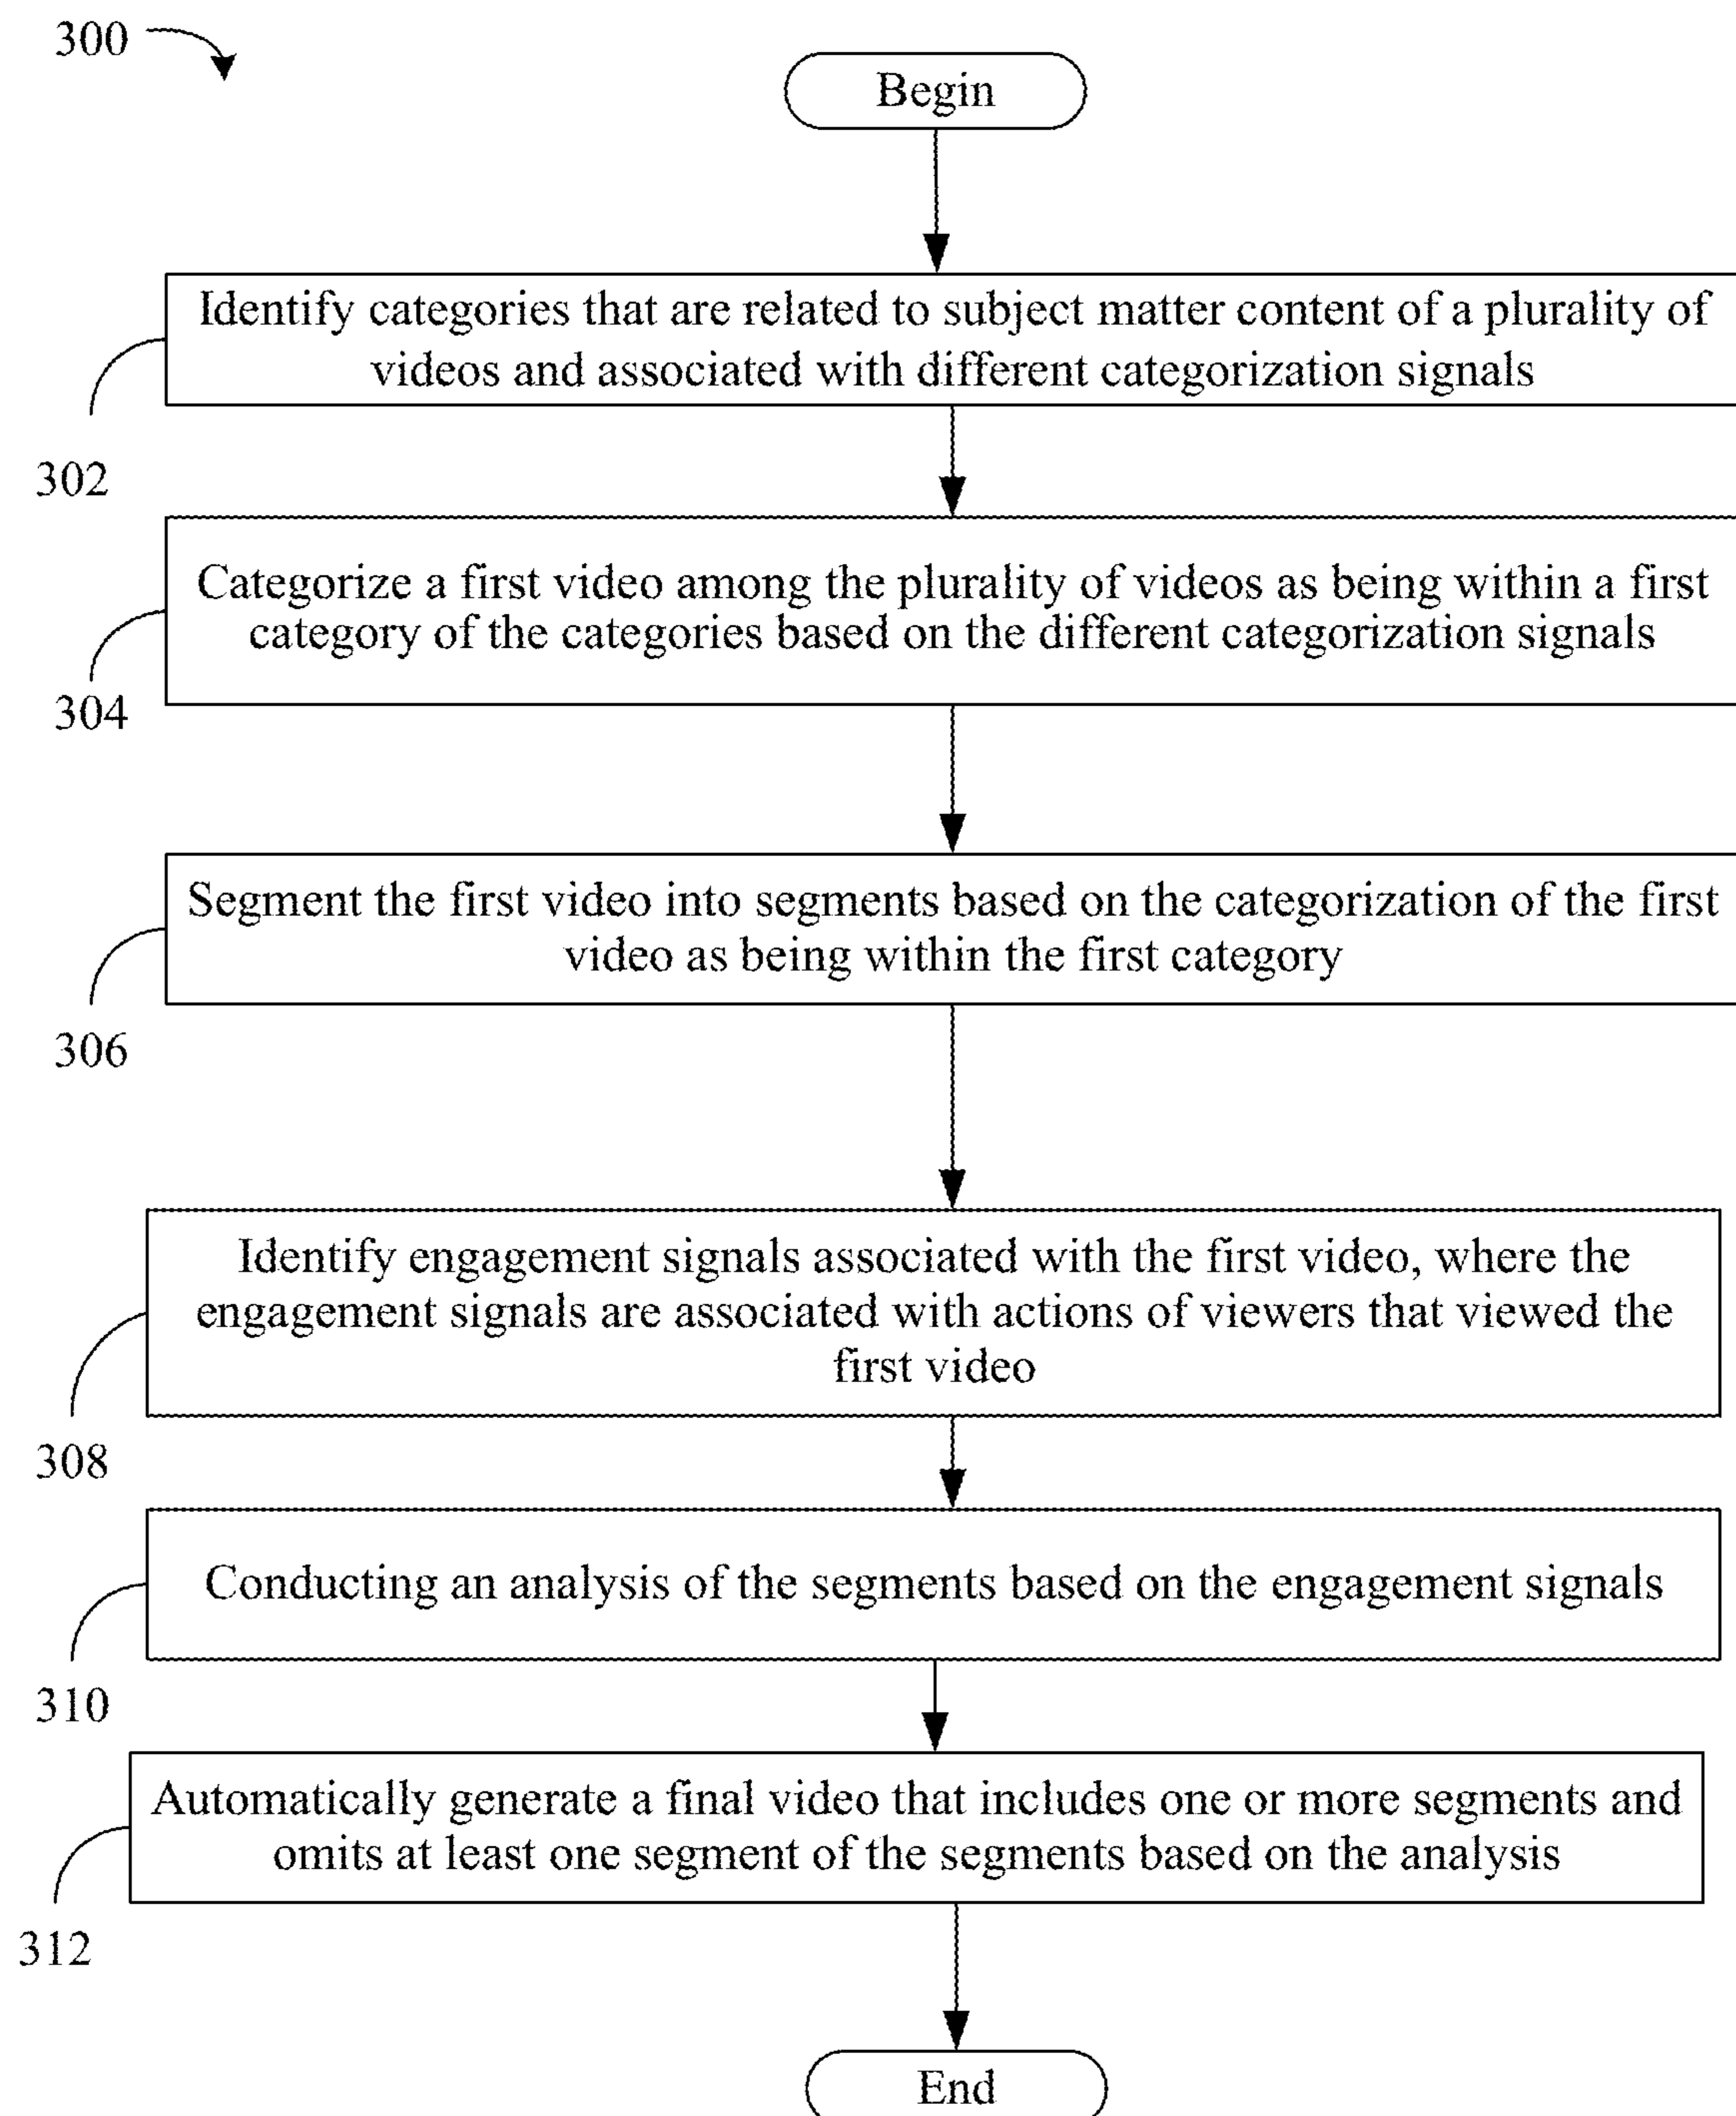 300
Begin
Identify categories that are related to subject matter content of a plurality of
videos and associated with different categorization signals
302
Categorize a first video among the plurality of videos as being within a first
category of the categories based on the different categorization signals
304
Segment the first video into segments based on the categorization of the first
video as being within the first category
306
Identify engagement signals associated with the first video, where the
engagement signals are associated with actions of viewers that viewed the
first video
308
Conducting an analysis of the segments based on the engagement signals
310
Automatically generate a final video that includes one or more segments and
omits at least one segment of the segments based on the analysis
312
End